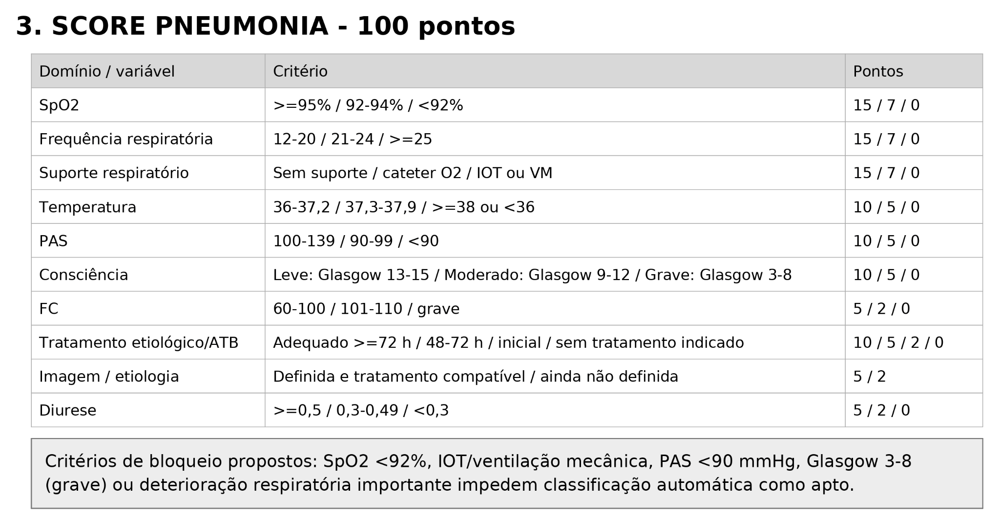 3. SCORE PNEUMONIA - 100 pontos
Domínio / variável Critério Pontos
SpO2 >=95% / 92-94% / <92% 15 / 7 / 0
Frequência respiratória 12-20 / 21-24 / >=25 15 / 7 / 0
Suporte respiratório Sem suporte / cateter O2 / IOT ou VM 15 / 7 / 0
Temperatura 36-37,2 / 37,3-37,9 / >=38 ou <36 10 / 5 / 0
PAS 100-139 / 90-99 / <90 10 / 5 / 0
Consciência Leve: Glasgow 13-15 / Moderado: Glasgow 9-12 / Grave: Glasgow 3-8 10 / 5 / 0
FC 60-100 / 101-110 / grave 5 / 2 / 0
Tratamento etiológico/ATB Adequado >=72 h / 48-72 h / inicial / sem tratamento indicado 10 / 5 / 2 / 0
Imagem / etiologia Definida e tratamento compatível / ainda não definida 5 / 2
Diurese >=0,5 / 0,3-0,49 / <0,3 5 / 2 / 0
Critérios de bloqueio propostos: SpO2 <92%, IOT/ventilação mecânica, PAS <90 mmHg, Glasgow 3-8
(grave) ou deterioração respiratória importante impedem classificação automática como apto.